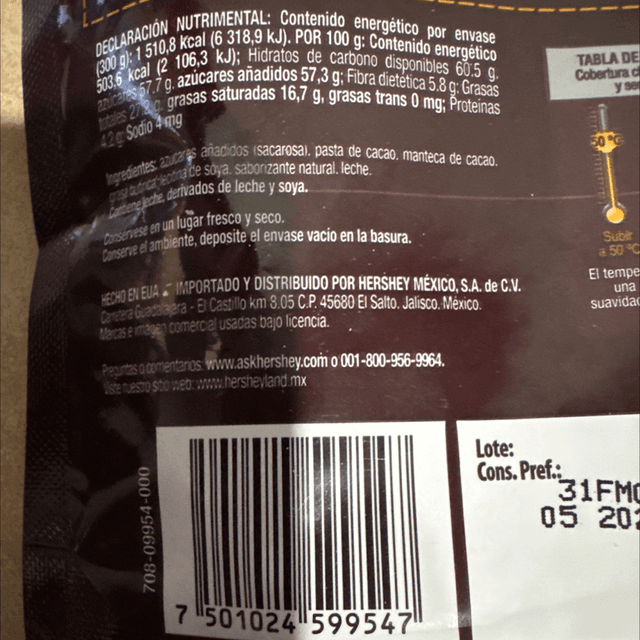 DECLARACIÓN NUTRIMENTAL: Contenido energético por envase
(300 g): 1 510,8 kcal (6 318,9 kJ). POR 100 g: Contenido energético
503,6 kcal (2 106,3 kJ); Hidratos de carbono disponibles 60.5 g,
azúcares 57.7 g, azúcares añadidos 57,3 g; Fibra dietética 5.8 g; Grasas
totales g, grasas saturadas 16,7 g, grasas trans 0 mg; Proteínas
4.2 g; Sodio 4 mg
Ingredientes: azúcares añadidos (sacarosa), pasta de cacao, manteca de cacao,
grasa butírica, lecitina de soya, saborizante natural, leche.
Contiene leche, derivados de leche y soya.
Consérvese en un lugar fresco y seco.
Conserve el ambiente, deposite el envase vacío en la basura.
HECHO EN EUA IMPORTADO Y DISTRIBUIDO POR HERSHEY MÉXICO, S.A. de C.V.
Carretera Guadalajara - El Castillo km 8.05 C.P. 45680 El Salto, Jalisco, México.
Marcas e imagen comercial usadas bajo licencia.
Preguntas o comentarios: www.askhershey.com o 001-800-956-9964.
Visite nuestro sitio web: www.hersheyland.mx
708-09954-000
7 501024 599547
TABLA DE
Cobertura
y se
50 °C
Subir
a 50 °C
El tempe
una
suavida
Lote:
Cons. Pref.:
31FM
05 202